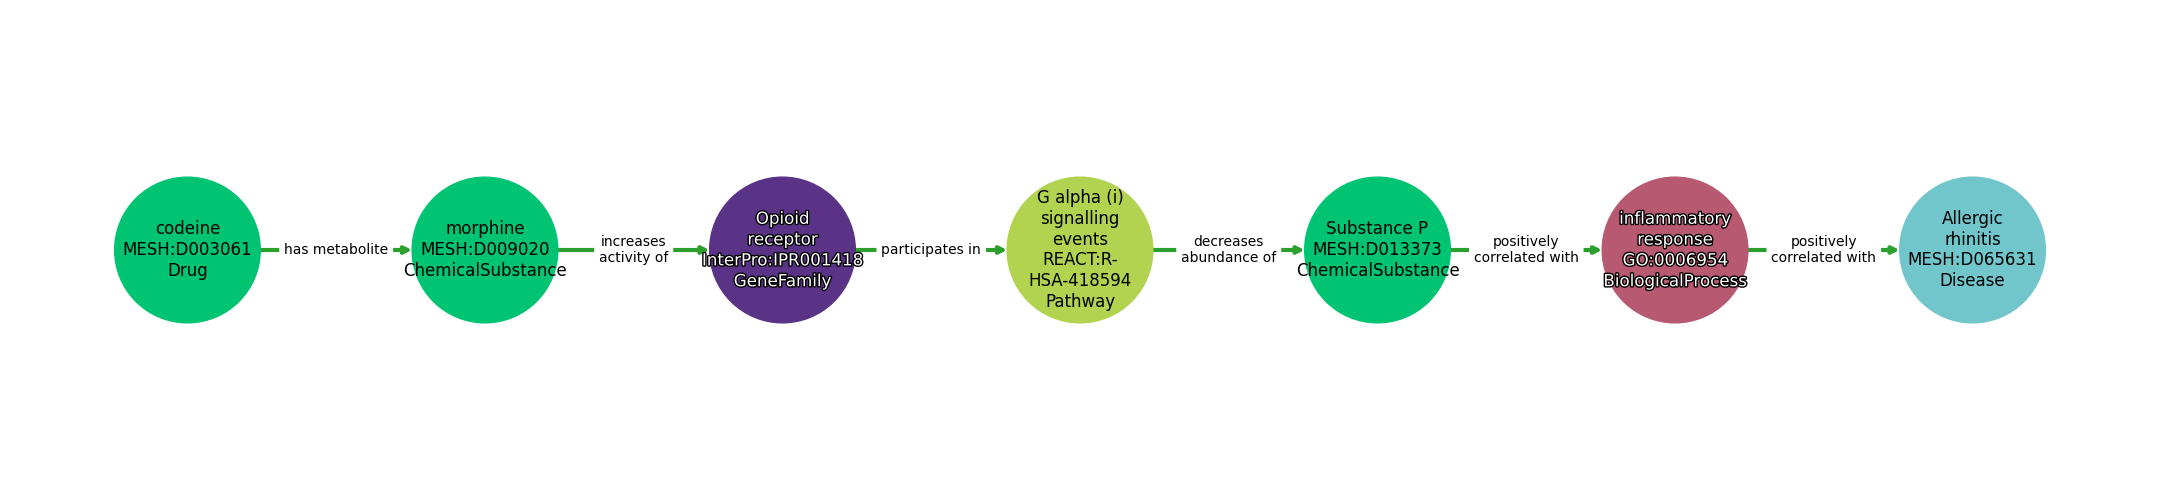 codeine
MESH:D003061
Drug
has metabolite
morphine
MESH:D009020
ChemicalSubstance
increases
activity of
Opioid
receptor
InterPro:IPR001418
GeneFamily
participates in
G alpha (i)
signalling
events
REACT:R-
HSA-418594
Pathway
decreases
abundance of
Substance P
MESH:D013373
ChemicalSubstance
positively
correlated with
inflammatory
response
GO:0006954
BiologicalProcess
positively
correlated with
Allergic
rhinitis
MESH:D065631
Disease